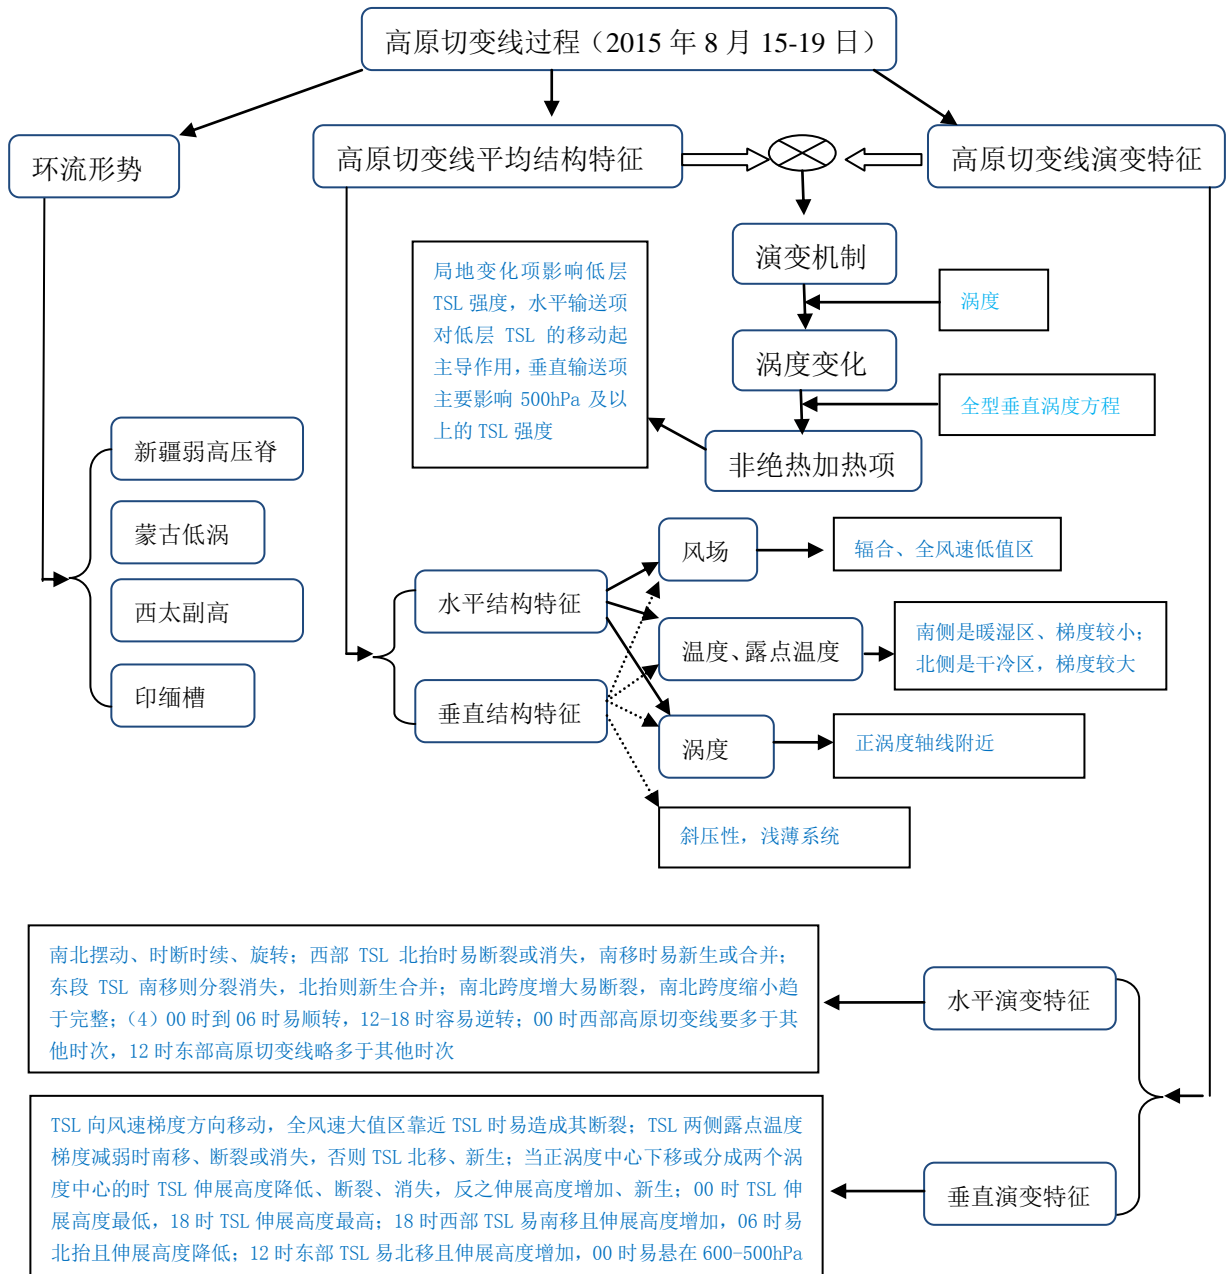 高原切变线过程（2015 年 8 月 15-19 日）
环流形势
高原切变线平均结构特征
高原切变线演变特征
演变机制
局地变化项影响低层
TSL 强度，水平输送项
对低层 TSL 的移动起
主导作用，垂直输送项
主要影响 500hPa 及以
上的 TSL 强度
涡度
涡度变化
全型垂直涡度方程
非绝热加热项
新疆弱高压脊
蒙古低涡
西太副高
印缅槽
水平结构特征
垂直结构特征
风场
辐合、全风速低值区
温度、露点温度
南侧是暖湿区、梯度较小；
北侧是干冷区，梯度较大
涡度
正涡度轴线附近
斜压性，浅薄系统
南北摆动、时断时续、旋转；西部 TSL 北抬时易断裂或消失，南移时易新生或合并；
东段 TSL 南移则分裂消失，北抬则新生合并；南北跨度增大易断裂，南北跨度缩小趋
于完整；（4）00 时到 06 时易顺转，12-18 时容易逆转；00 时西部高原切变线要多于其
他时次，12 时东部高原切变线略多于其他时次
水平演变特征
TSL 向风速梯度方向移动，全风速大值区靠近 TSL 时易造成其断裂；TSL 两侧露点温度
梯度减弱时南移、断裂或消失，否则 TSL 北移、新生；当正涡度中心下移或分成两个涡
度中心的时 TSL 伸展高度降低、断裂、消失，反之伸展高度增加、新生；00 时 TSL 伸
展高度最低，18 时 TSL 伸展高度最高；18 时西部 TSL 易南移且伸展高度增加，06 时易
北抬且伸展高度降低；12 时东部 TSL 易北移且伸展高度增加，00 时易悬在 600-500hPa
垂直演变特征